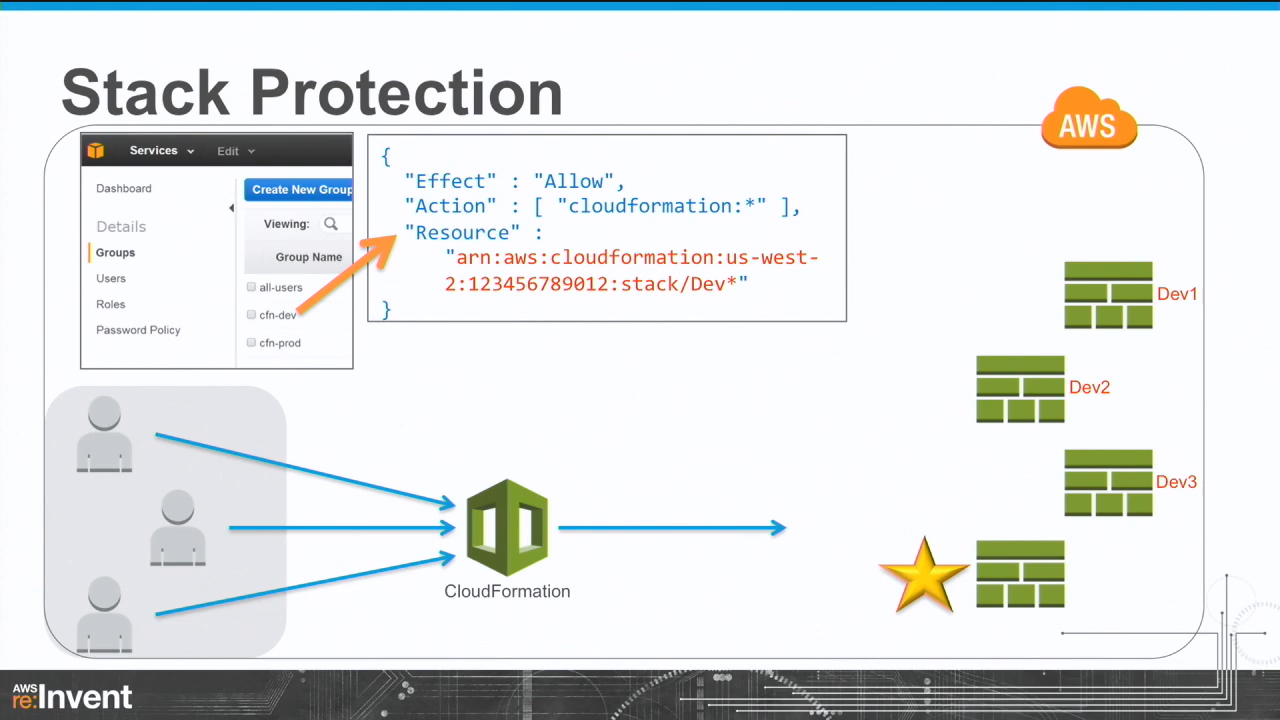 Stack Protection
AWS
Services Edit
Dashboard
Details
Groups
Users
Roles
Password Policy
Create New Group
Viewing:
Group Name
all-users
cfn-dev
cfn-prod
{
"Effect" : "Allow",
"Action" : [ "cloudformation:*" ],
"Resource" :
"arn:aws:cloudformation:us-west-
2:123456789012:stack/Dev*"
}
Dev1
Dev2
Dev3
CloudFormation
AWS
re:Invent